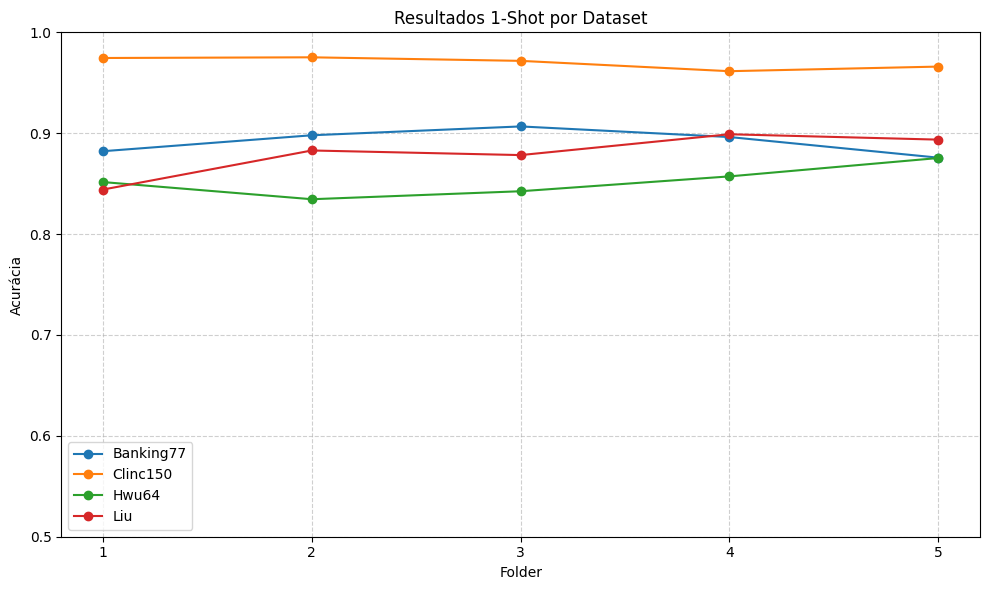 Resultados 1-Shot por Dataset
1.0
0.9
0.8
0.7
0.6
0.5
Acurácia
Banking77
Clinc150
Hwu64
Liu
1 2 3 4 5
Folder